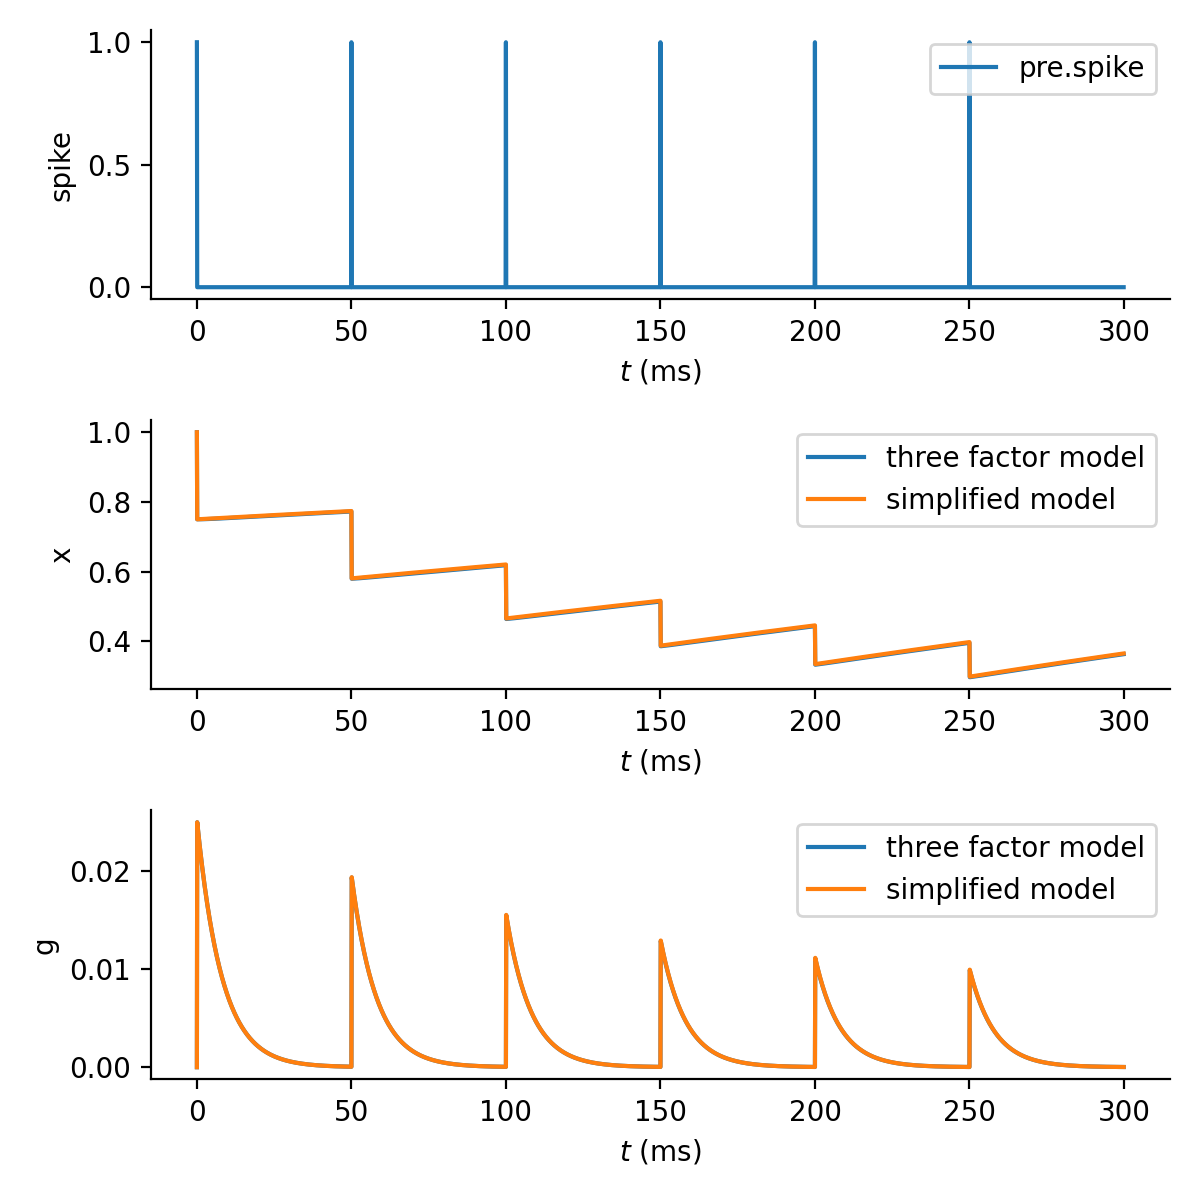 1.0
0.5
0.0
spike
pre.spike
0 50 100 150 200 250 300
t (ms)
1.0
0.8
0.6
0.4
x
three factor model
simplified model
0 50 100 150 200 250 300
t (ms)
0.02
0.01
0.00
g
three factor model
simplified model
0 50 100 150 200 250 300
t (ms)